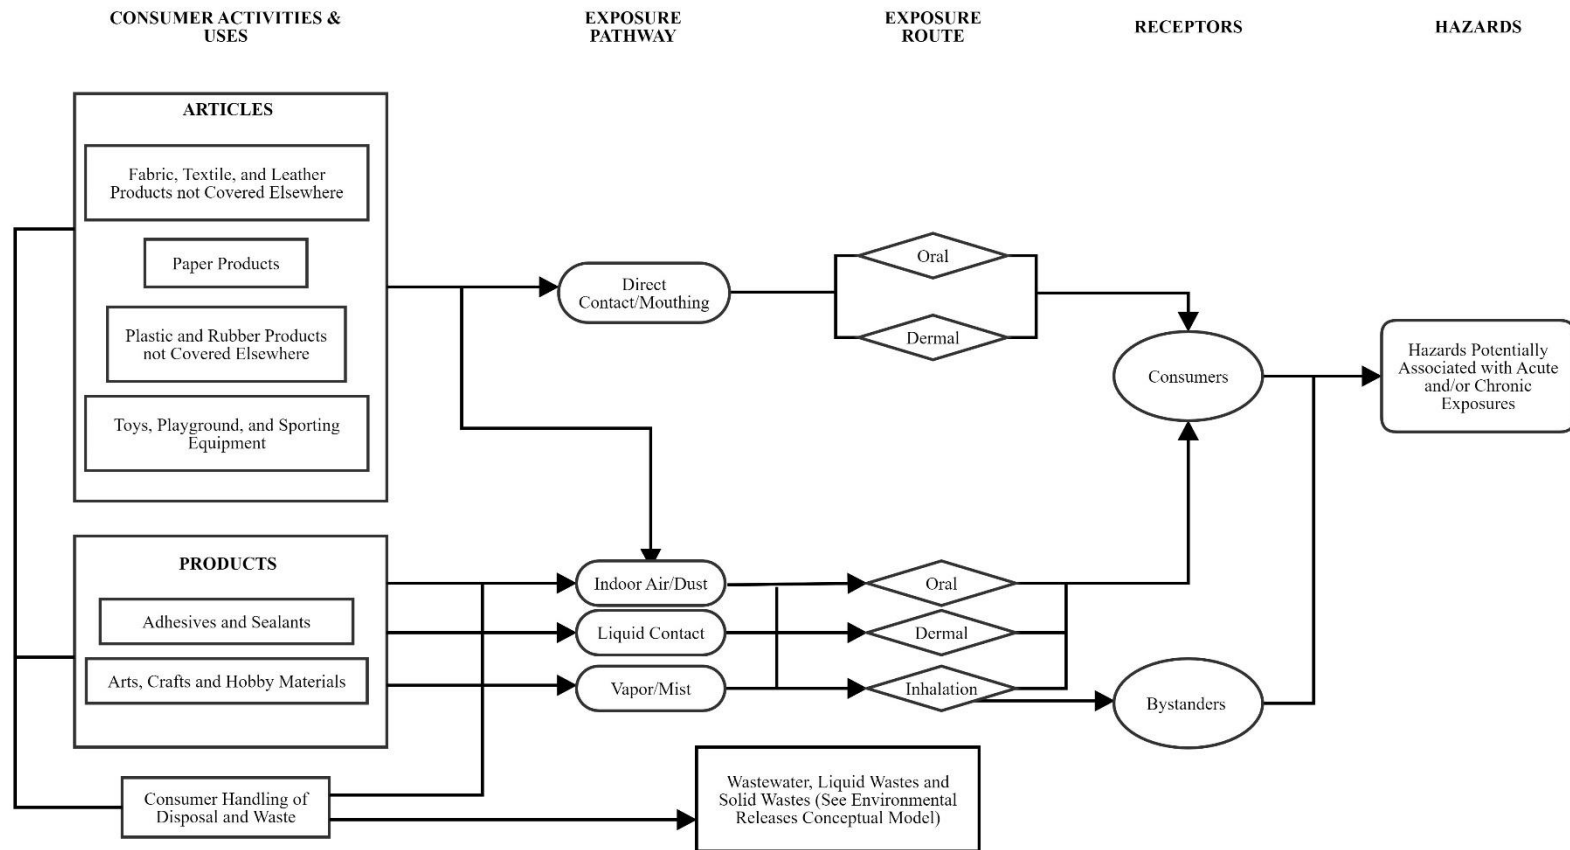 CONSUMER ACTIVITIES &
USES
EXPOSURE
PATHWAY
EXPOSURE
ROUTE
RECEPTORS
HAZARDS
ARTICLES
Fabric, Textile, and Leather
Products not Covered Elsewhere
Paper Products
Plastic and Rubber Products
not Covered Elsewhere
Toys, Playground, and Sporting
Equipment
Direct
Contact/Mouthing
Oral
Dermal
Consumers
Hazards Potentially
Associated with Acute
and/or Chronic
Exposures
PRODUCTS
Adhesives and Sealants
Arts, Crafts and Hobby Materials
Indoor Air/Dust
Liquid Contact
Vapor/Mist
Oral
Dermal
Inhalation
Bystanders
Consumer Handling of
Disposal and Waste
Wastewater, Liquid Wastes and
Solid Wastes (See Environmental
Releases Conceptual Model)